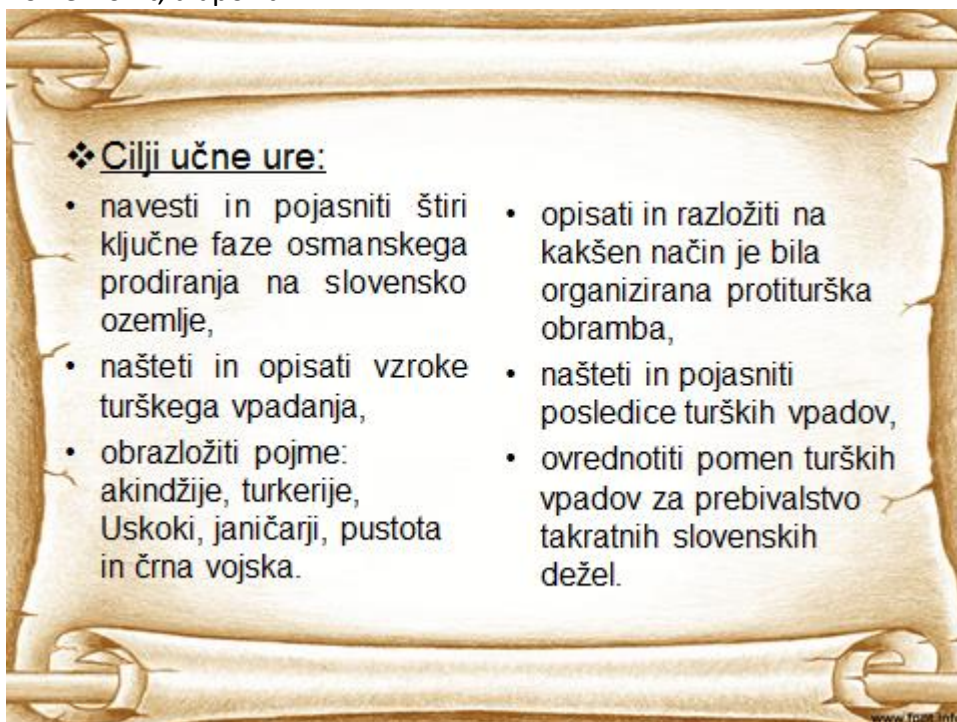 ❖Cilji učne ure:
• navesti in pojasniti štiri
ključne faze osmanskega
prodiranja na slovensko
ozemlje,
• našteti in opisati vzroke
turškega vpadanja,
• obrazložiti pojme:
akindžije, turkerije,
Uskoki, janičarji, pustota
in črna vojska.
• opisati in razložiti na
kakšen način je bila
organizirana protiturška
obramba,
• našteti in pojasniti
posledice turških vpadov,
• ovrednotiti pomen turških
vpadov za prebivalstvo
takratnih slovenskih
dežel.